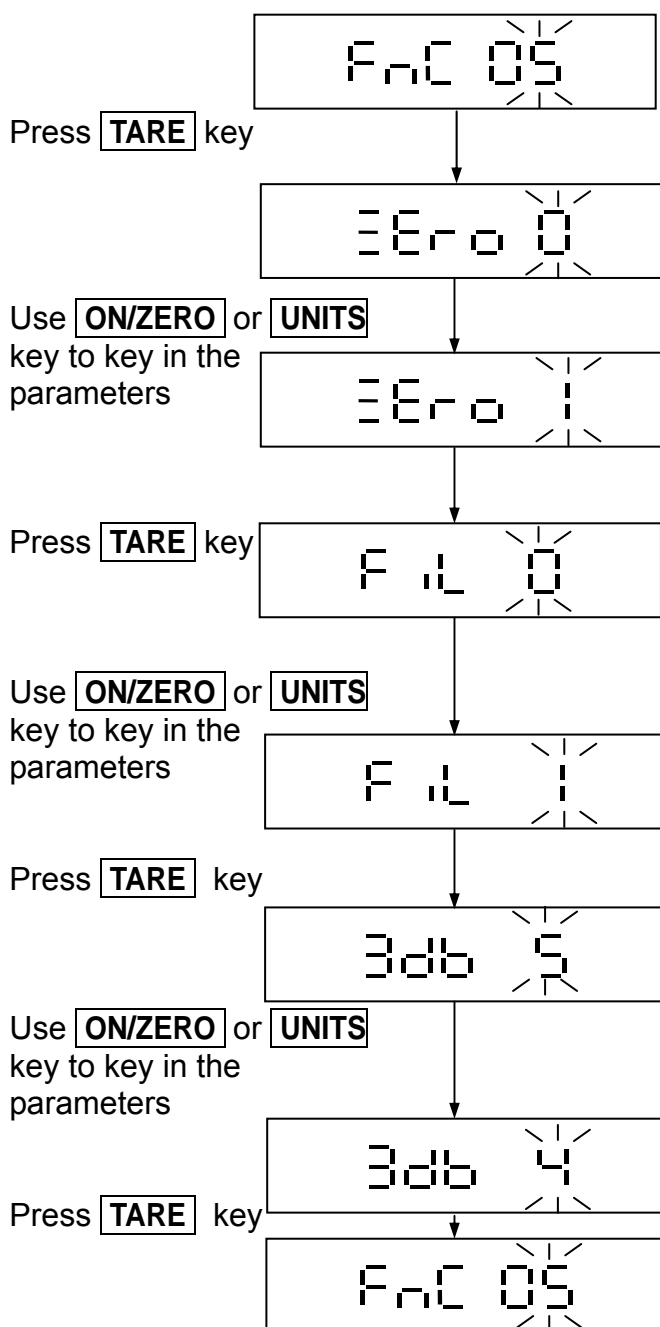 FnC 05
Press TARE key
Ero 0
Use ON/ZERO or UNITS
key to key in the
parameters
Ero 1
Press TARE key
FiL 0
Use ON/ZERO or UNITS
key to key in the
parameters
FiL 1
Press TARE key
3db 5
Use ON/ZERO or UNITS
key to key in the
parameters
3db 4
Press TARE key
FnC 05